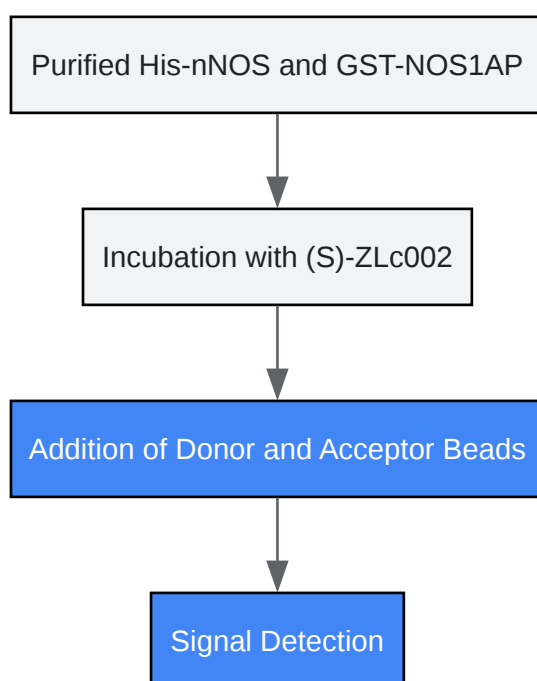 Purified His-nNOS and GST-NOS1AP
Incubation with (S)-ZLc002
Addition of Donor and Acceptor Beads
Signal Detection